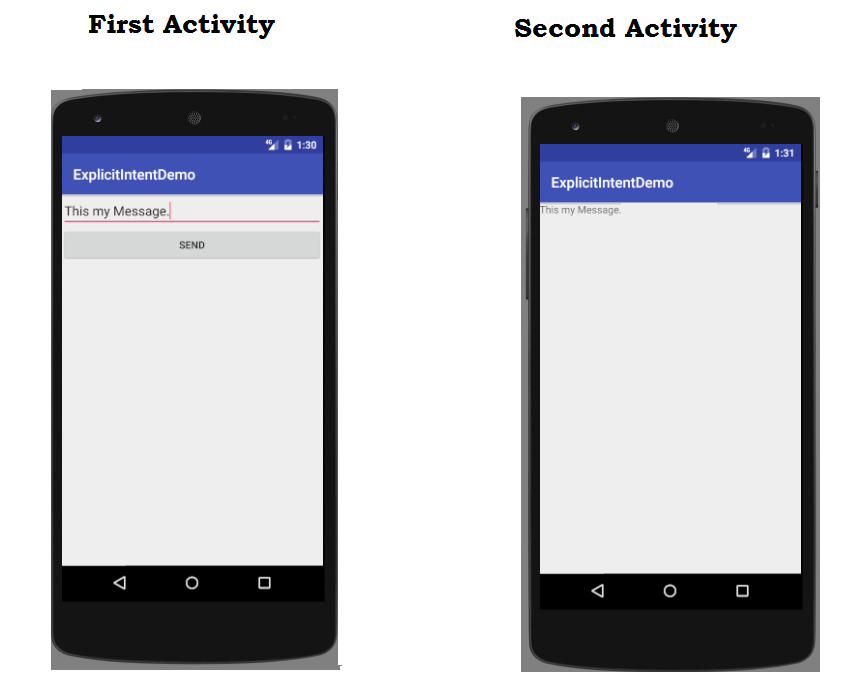 First Activity
Second Activity
1:30
ExplicitIntentDemo
This my Message.
SEND
1:31
ExplicitIntentDemo
This my Message.